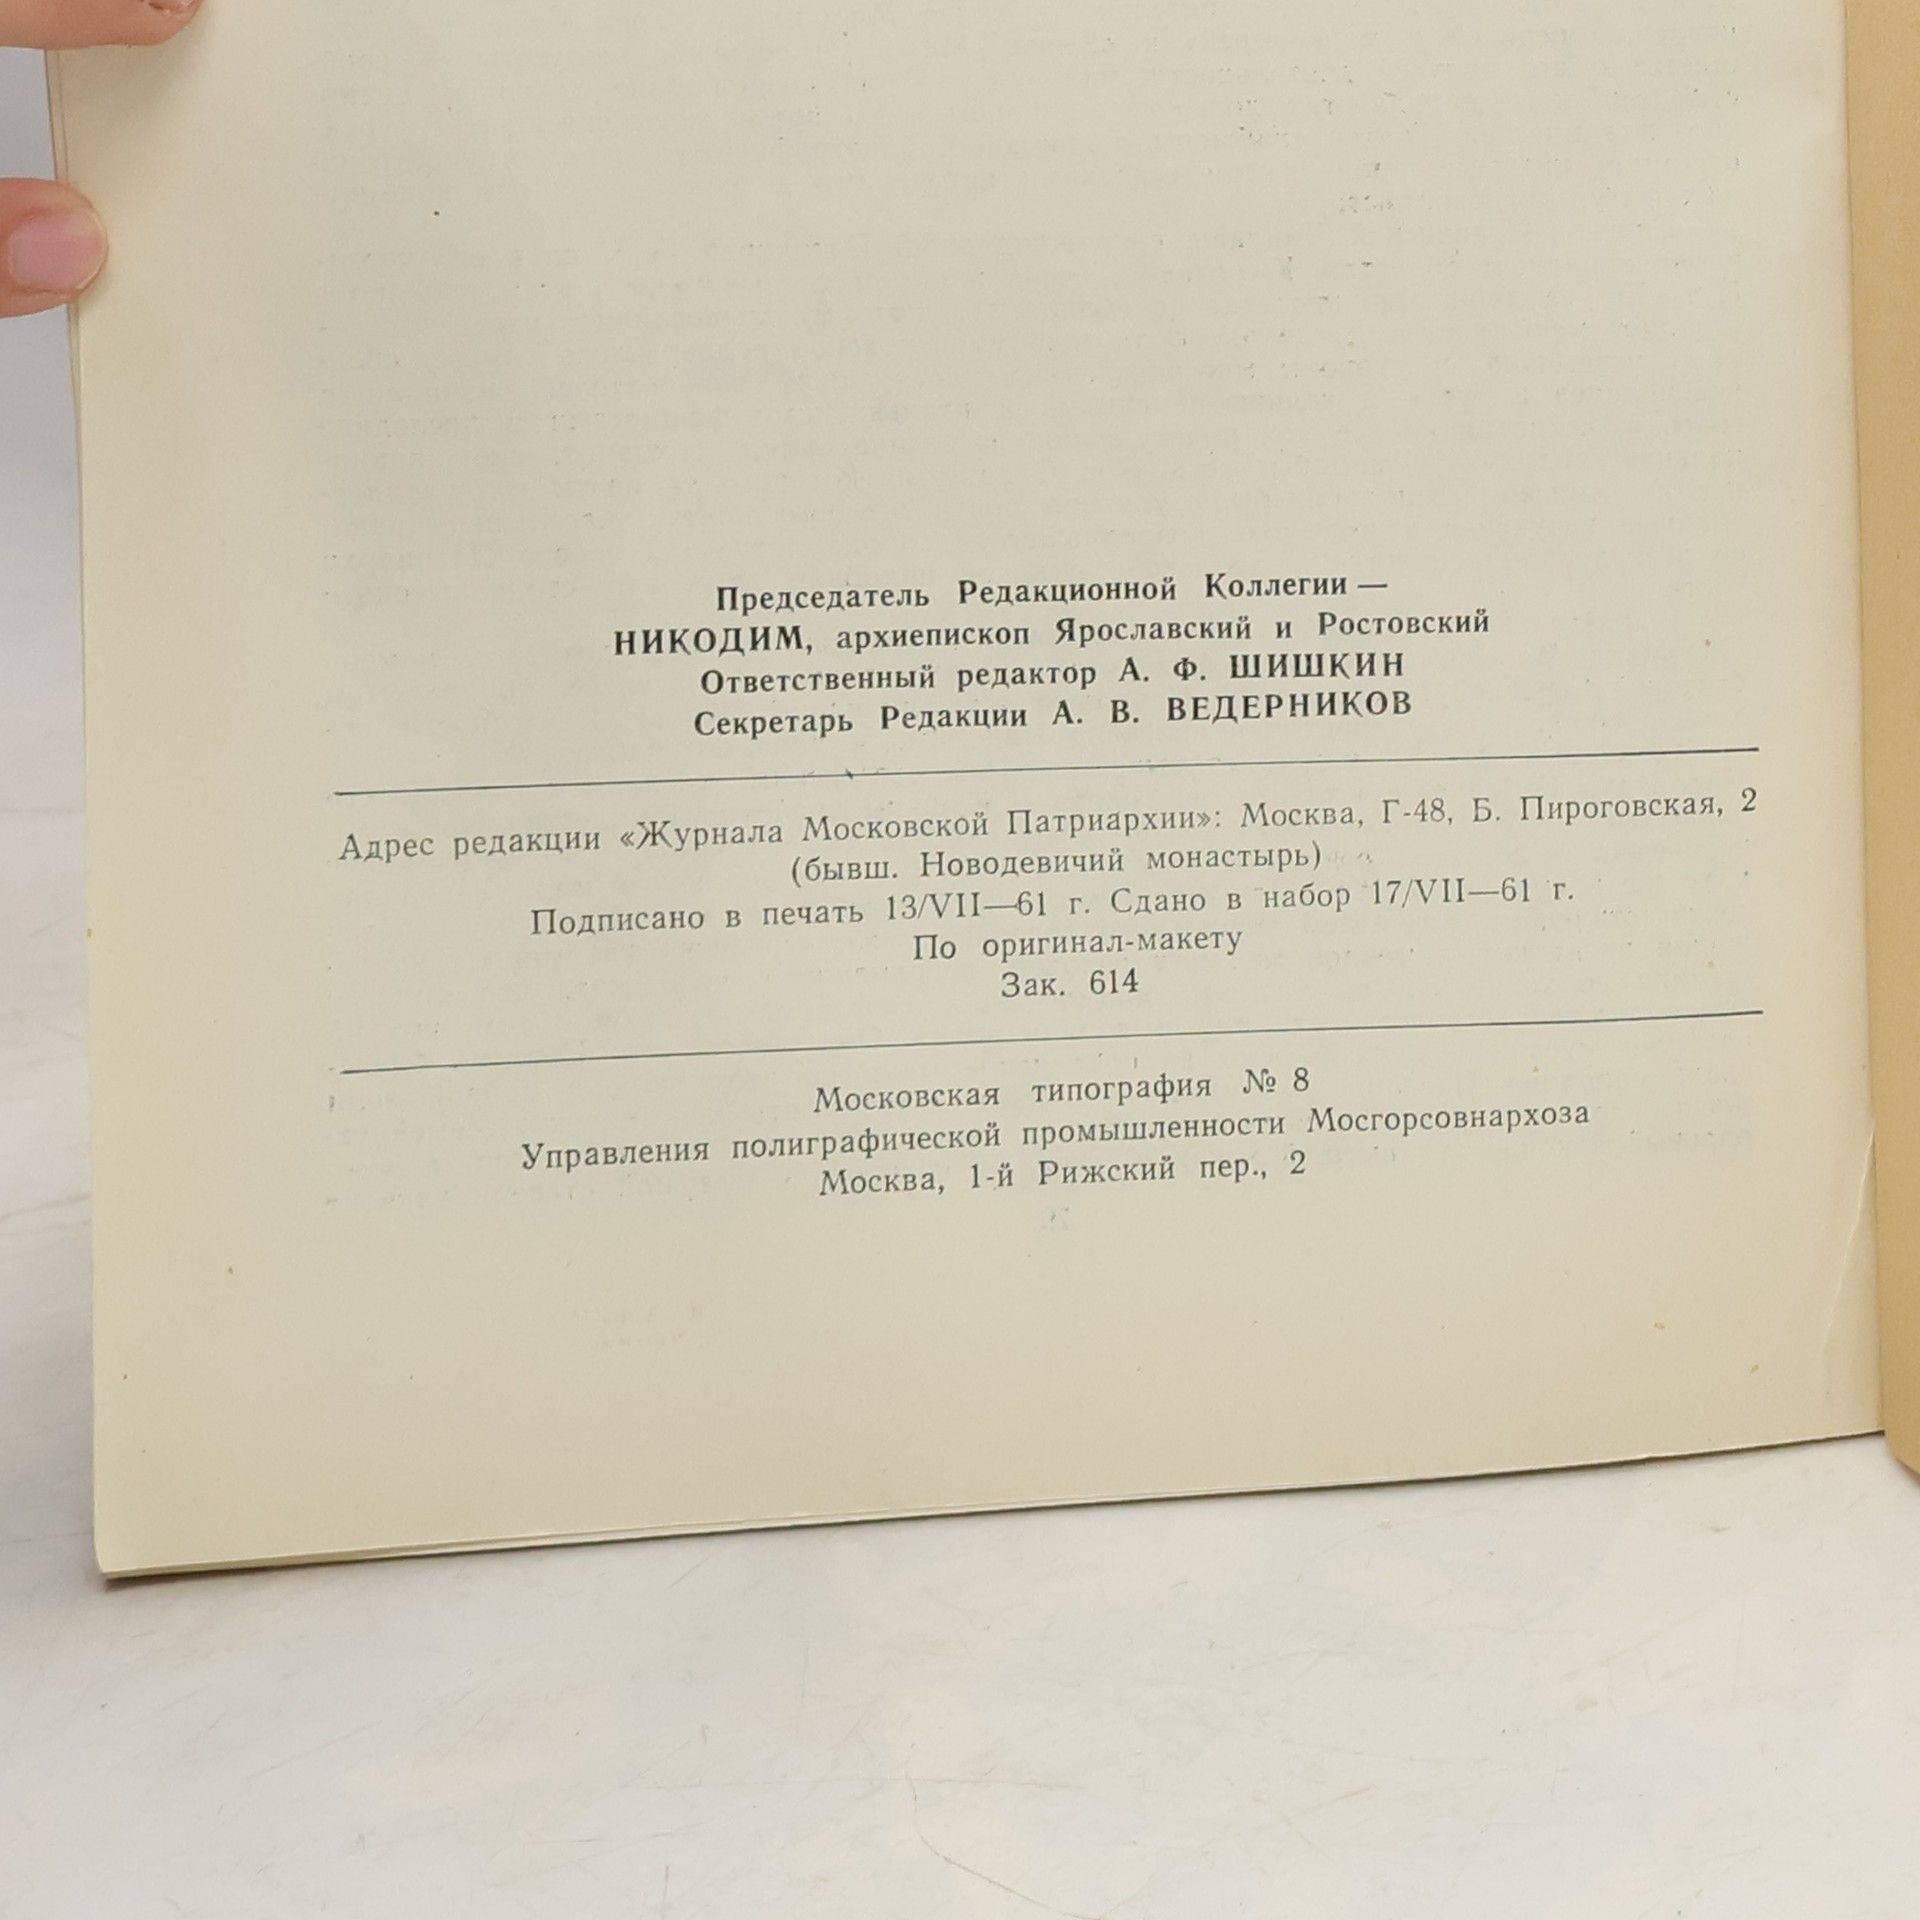 Председатель Редакционной Коллегии —
НИКОДИМ, архиепископ Ярославский и Ростовский
Ответственный редактор А. Ф. ШИШКИН
Секретарь Редакции А. В. ВЕДЕРНИКОВ
Адрес редакции «Журнала Московской Патриархии»: Москва, Г-48, Б. Пироговская, 2
(бывш. Новодевичий монастырь)
Подписано в печать 13/VII—61 г. Сдано в набор 17/VII—61 г.
По оригинал-макету
Зак. 614
Московская типография № 8
Управления полиграфической промышленности Мосгорсовнархоза
Москва, 1-й Рижский пер., 2